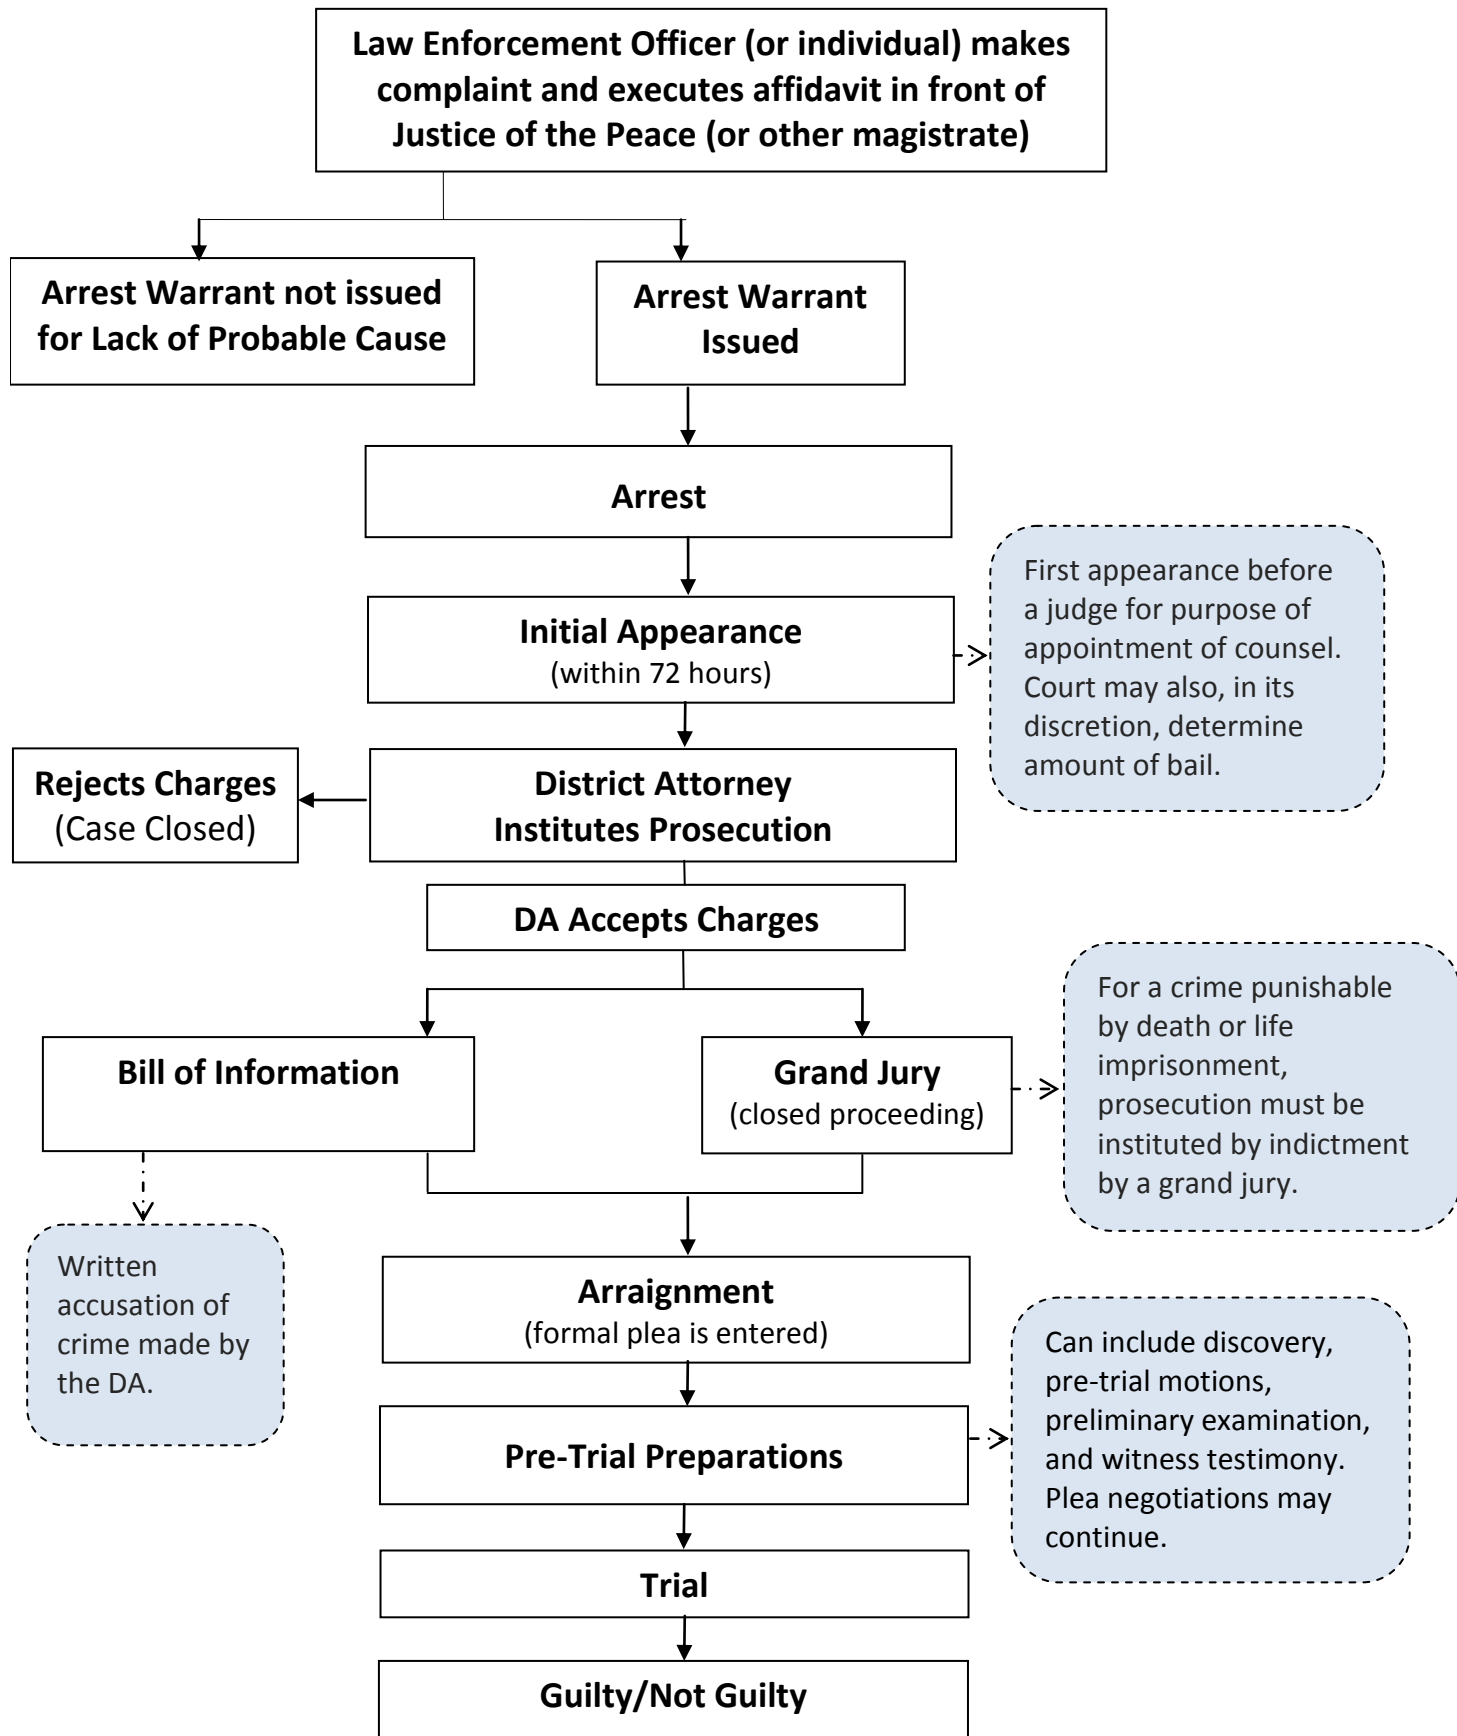 Law Enforcement Officer (or individual) makes
complaint and executes affidavit in front of
Justice of the Peace (or other magistrate)
Arrest Warrant not issued
for Lack of Probable Cause
Arrest Warrant
Issued
Arrest
Initial Appearance
(within 72 hours)
First appearance before
a judge for purpose of
appointment of counsel.
Court may also, in its
discretion, determine
amount of bail.
Rejects Charges
(Case Closed)
District Attorney
Institutes Prosecution
DA Accepts Charges
Bill of Information
Grand Jury
(closed proceeding)
For a crime punishable
by death or life
imprisonment,
prosecution must be
instituted by indictment
by a grand jury.
Written
accusation of
crime made by
the DA.
Arraignment
(formal plea is entered)
Pre-Trial Preparations
Can include discovery,
pre-trial motions,
preliminary examination,
and witness testimony.
Plea negotiations may
continue.
Trial
Guilty/Not Guilty